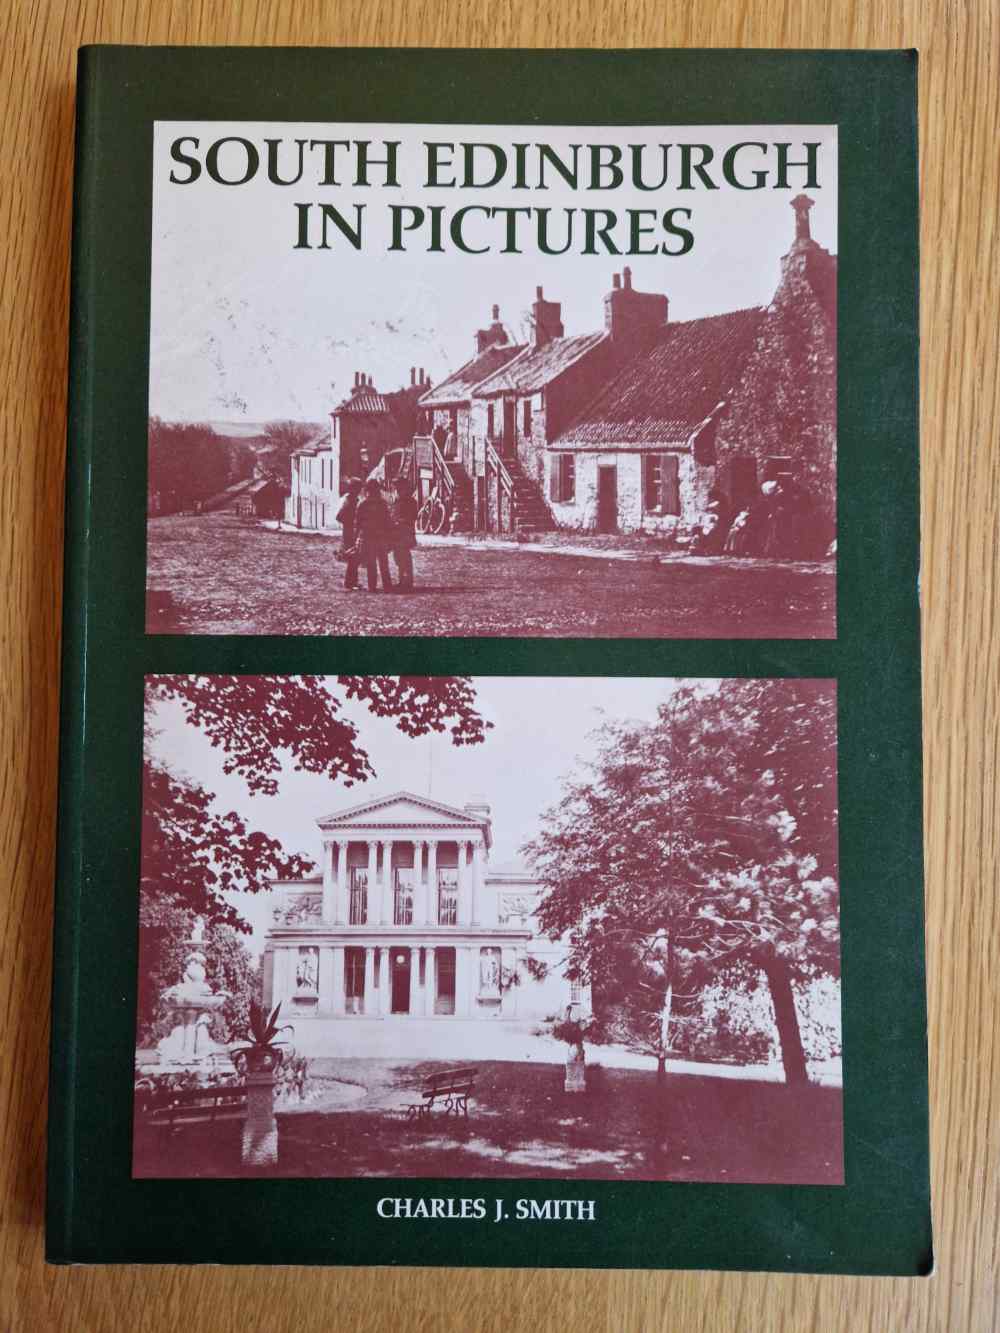 SOUTH EDINBURGH
IN PICTURES
CHARLES J. SMITH